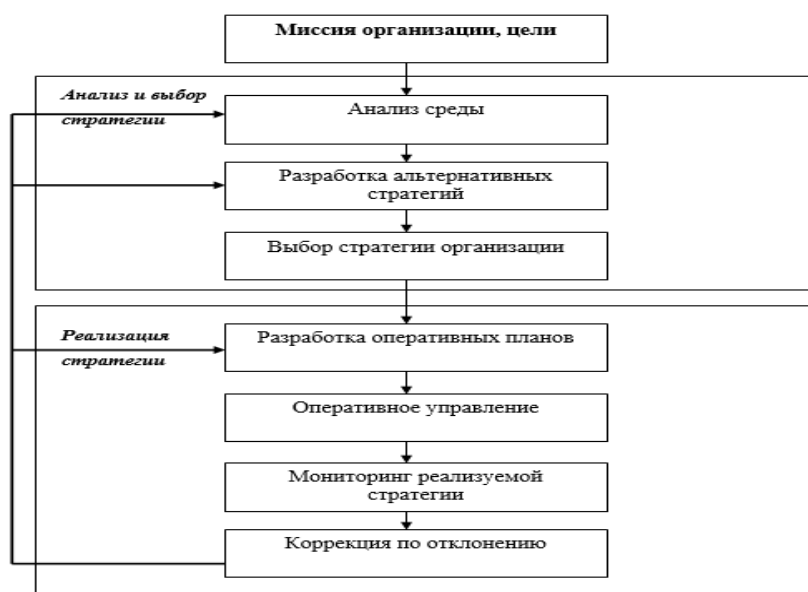 Миссия организации, цели
Анализ и выбор
стратегии
Анализ среды
Разработка альтернативных
стратегий
Выбор стратегии организации
Реализация
стратегии
Разработка оперативных планов
Оперативное управление
Мониторинг реализуемой
стратегии
Коррекция по отклонению